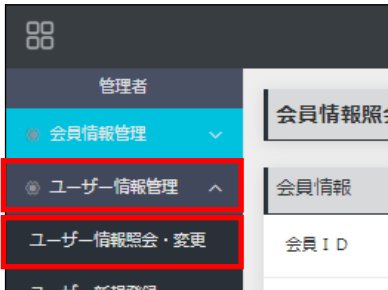 管理者
会員情報管理
ユーザー情報管理
ユーザー情報照会・変更
会員情報照会
会員情報
会員ＩＤ